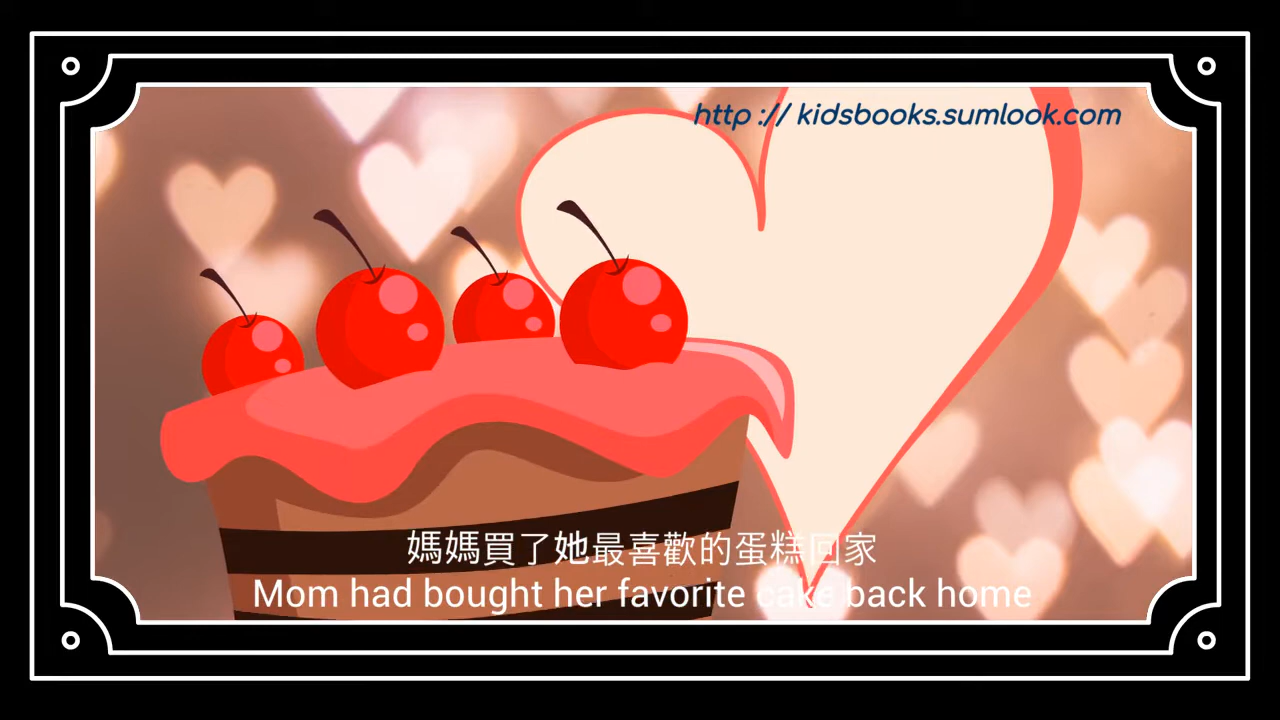 http :// kidsbooks.sumlook.com
媽媽買了她最喜歡的蛋糕回家
Mom had bought her favorite cake back home